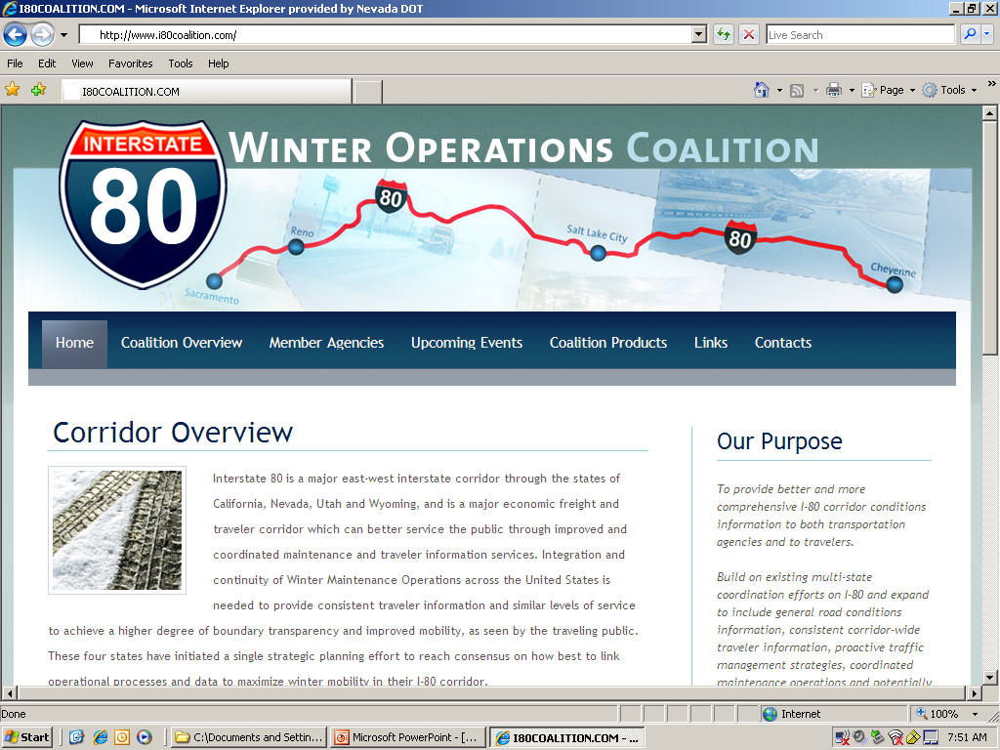 I80COALITION.COM - Microsoft Internet Explorer provided by Nevada DOT
http://www.i80coalition.com/
Live Search
File Edit View Favorites Tools Help
I80COALITION.COM
Page Tools
INTERSTATE
80
WINTER OPERATIONS COALITION
80
Reno
Salt Lake City
80
Cheyenne
Sacramento
Home Coalition Overview Member Agencies Upcoming Events Coalition Products Links Contacts
Corridor Overview
Interstate 80 is a major east-west interstate corridor through the states of
California, Nevada, Utah and Wyoming, and is a major economic freight and
traveler corridor which can better service the public through improved and
coordinated maintenance and traveler information services. Integration and
continuity of Winter Maintenance Operations across the United States is
needed to provide consistent traveler information and similar levels of service
to achieve a higher degree of boundary transparency and improved mobility, as seen by the traveling public.
These four states have initiated a single strategic planning effort to reach consensus on how best to link
operational processes and data to maximize winter mobility in their I-80 corridor.
Our Purpose
To provide better and more
comprehensive I-80 corridor conditions
information to both transportation
agencies and to travelers.
Build on existing multi-state
coordination efforts on I-80 and expand
to include general road conditions
information, consistent corridor-wide
traveler information, proactive traffic
management strategies, coordinated
maintenance operations and potentially
Done
Internet
100%
Start
C:\Documents and Settin...
Microsoft PowerPoint - [...
I80COALITION.COM - ...
7:51 AM